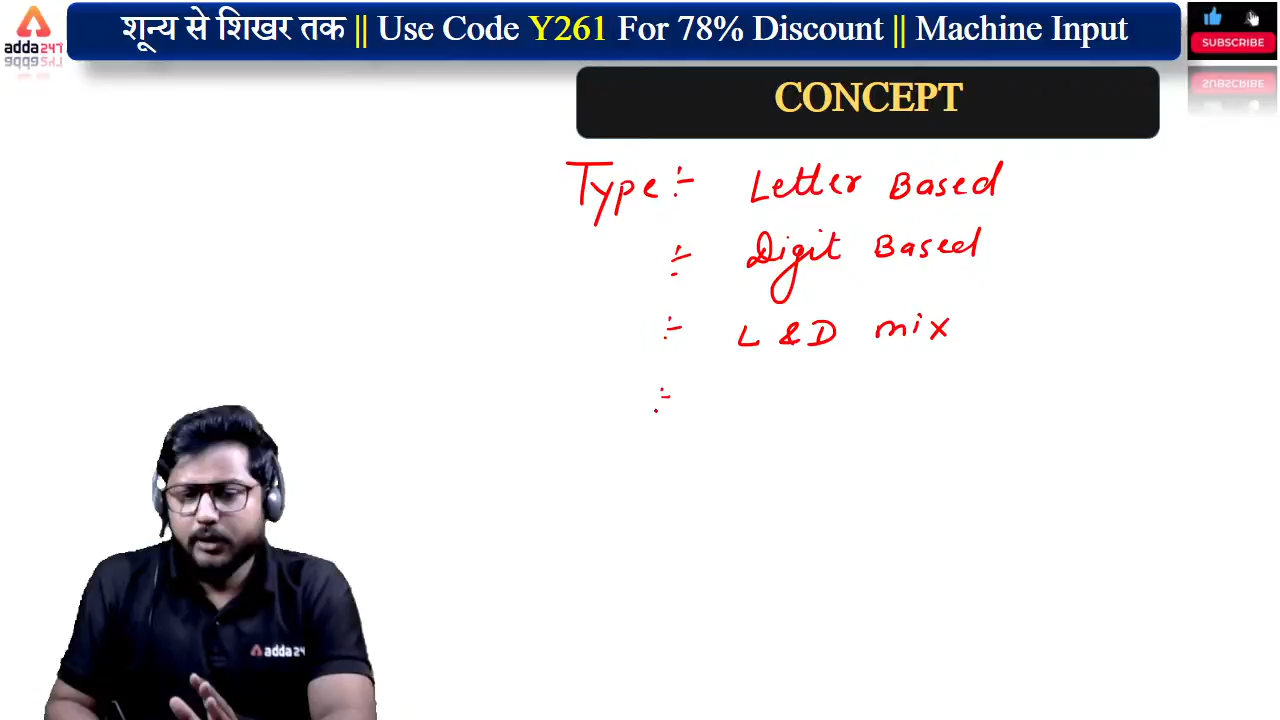 शून्य से शिखर तक || Use Code Y261 For 78% Discount || Machine Input
adda247
SUBSCRIBE
CONCEPT
Type :- Letter Based
:- Digit Based
:- L & D mix
:-
adda24